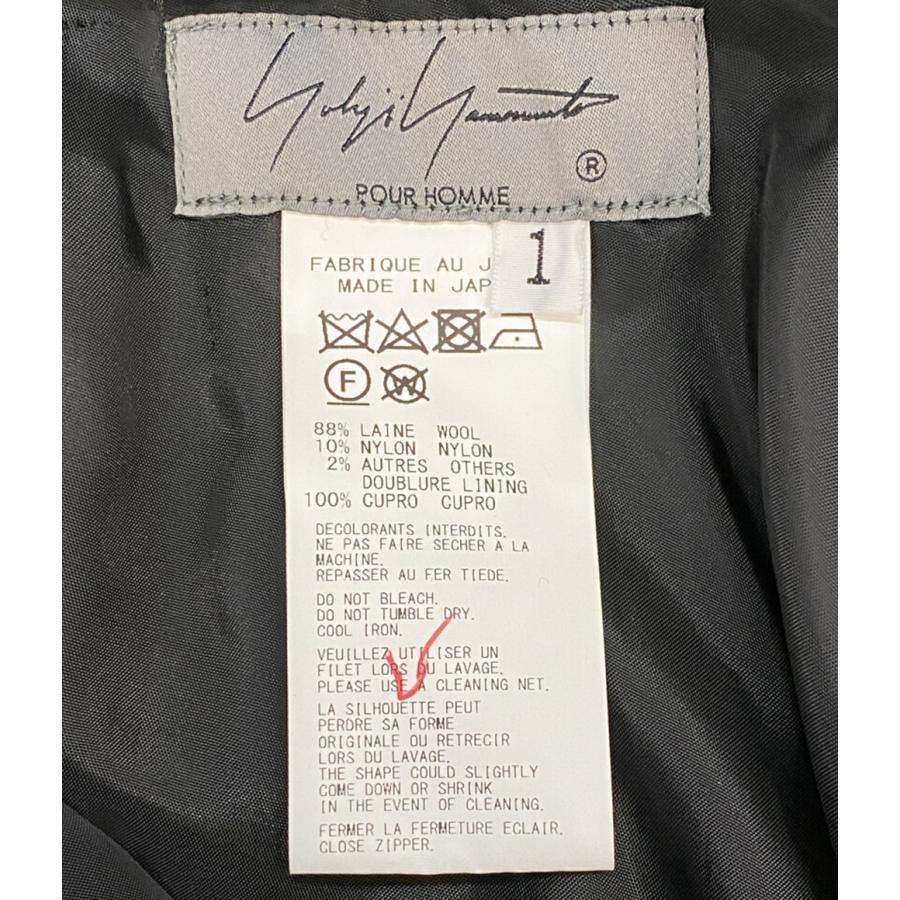 Yohji Yamamoto
®
POUR HOMME
1
FABRIQUE AU J
MADE IN JAP
F
W
88% LAINE WOOL
10% NYLON NYLON
2% AUTRES OTHERS
DOUBLURE LINING
100% CUPRO CUPRO
DECOLORANTS INTERDITS.
NE PAS FAIRE SECHER A LA
MACHINE.
REPASSER AU FER TIEDE.
DO NOT BLEACH.
DO NOT TUMBLE DRY.
COOL IRON.
VEUILLEZ UTILISER UN
FILET LORS DU LAVAGE.
PLEASE USE A CLEANING NET.
LA SILHOUETTE PEUT
PERDRE SA FORME
ORIGINALE OU RETRECIR
LORS DU LAVAGE.
THE SHAPE COULD SLIGHTLY
COME DOWN OR SHRINK
IN THE EVENT OF CLEANING.
FERMER LA FERMETURE ECLAIR.
CLOSE ZIPPER.